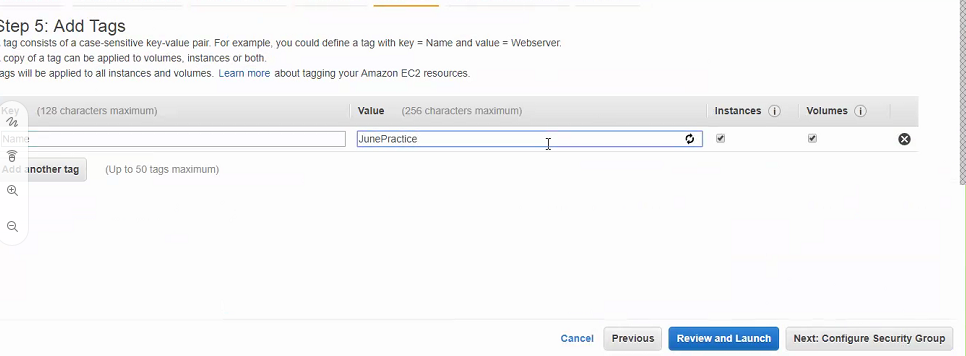 Step 5: Add Tags
tag consists of a case-sensitive key-value pair. For example, you could define a tag with key = Name and value = Webserver.
copy of a tag can be applied to volumes, instances or both.
ags will be applied to all instances and volumes. Learn more about tagging your Amazon EC2 resources.
Key (128 characters maximum) Value (256 characters maximum) Instances i Volumes i
Name JunePractice
Add another tag (Up to 50 tags maximum)
Cancel Previous Review and Launch Next: Configure Security Group